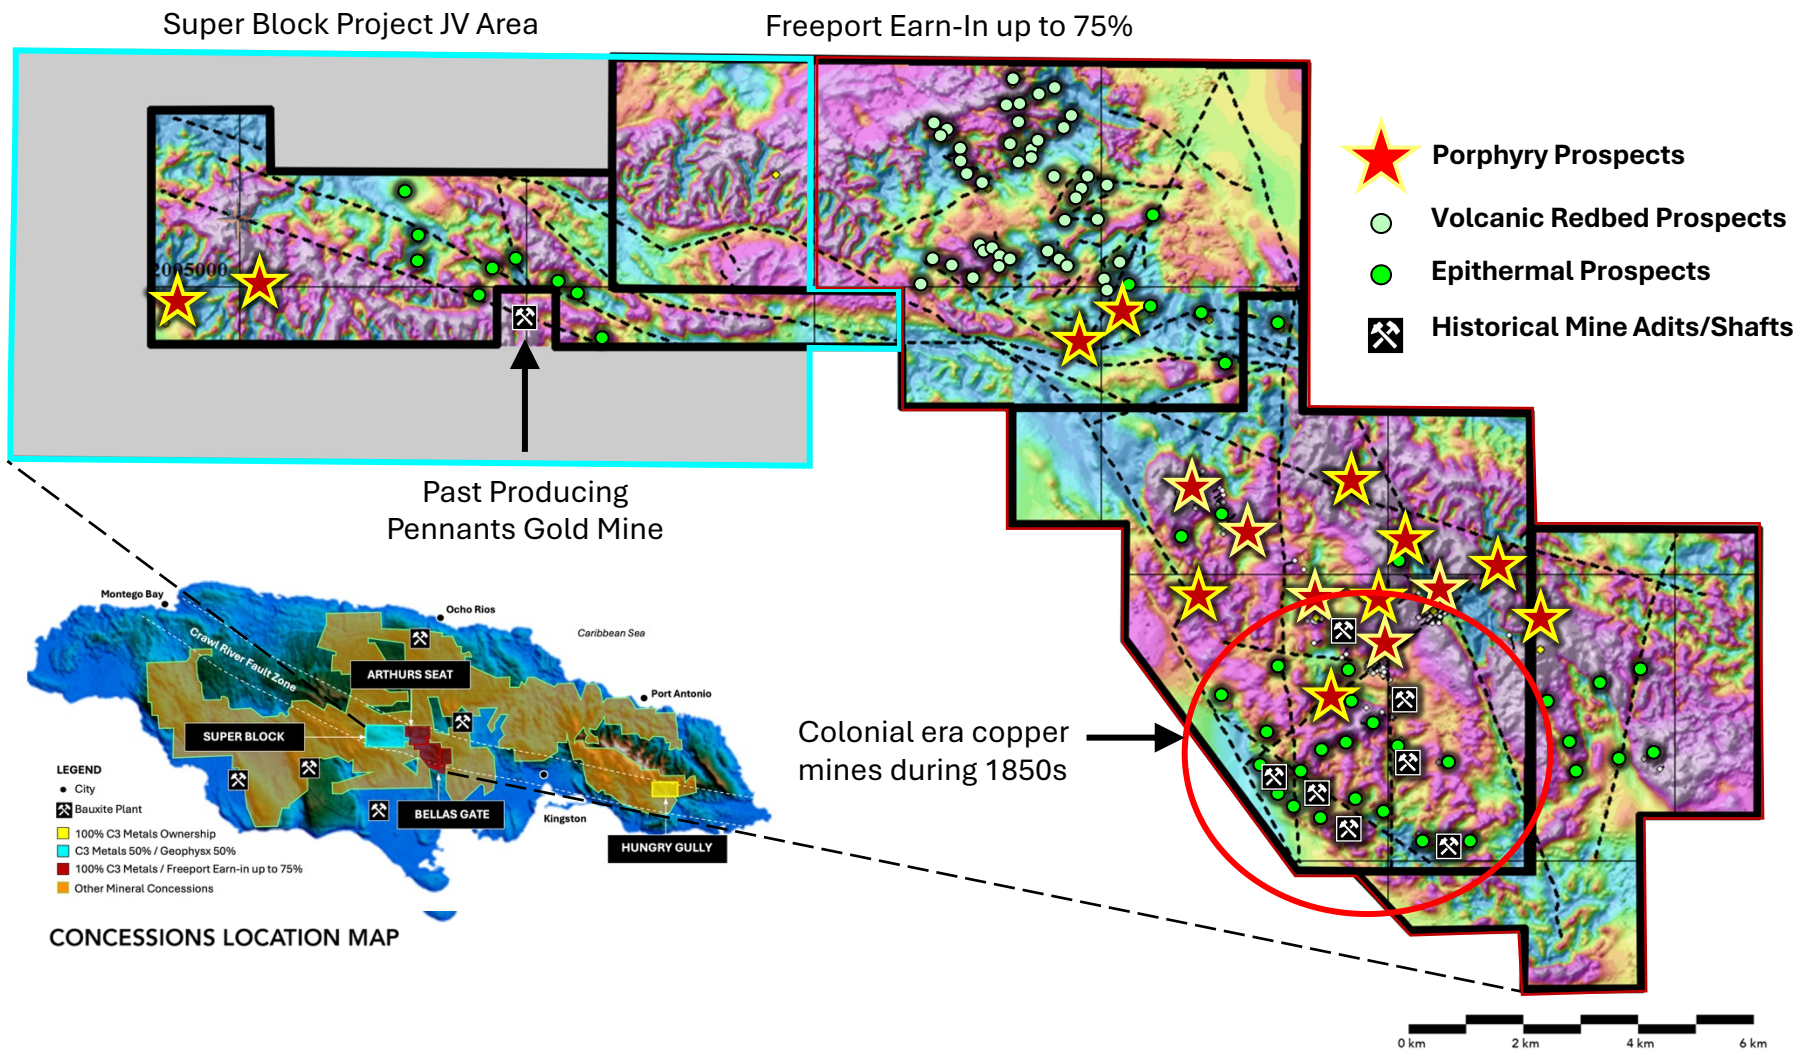 Super Block Project JV Area
Freeport Earn-In up to 75%
Porphyry Prospects
Volcanic Redbed Prospects
Epithermal Prospects
Historical Mine Adits/Shafts
2005000
Past Producing
Pennants Gold Mine
Colonial era copper
mines during 1850s
Montego Bay
Ocho Rios
Caribbean Sea
Crawl River Fault Zone
ARTHURS SEAT
Port Antonio
SUPER BLOCK
BELLAS GATE
Kingston
HUNGRY GULLY
LEGEND
City
Bauxite Plant
100% C3 Metals Ownership
C3 Metals 50% / Geophysx 50%
100% C3 Metals / Freeport Earn-in up to 75%
Other Mineral Concessions
CONCESSIONS LOCATION MAP
0 km 2 km 4 km 6 km